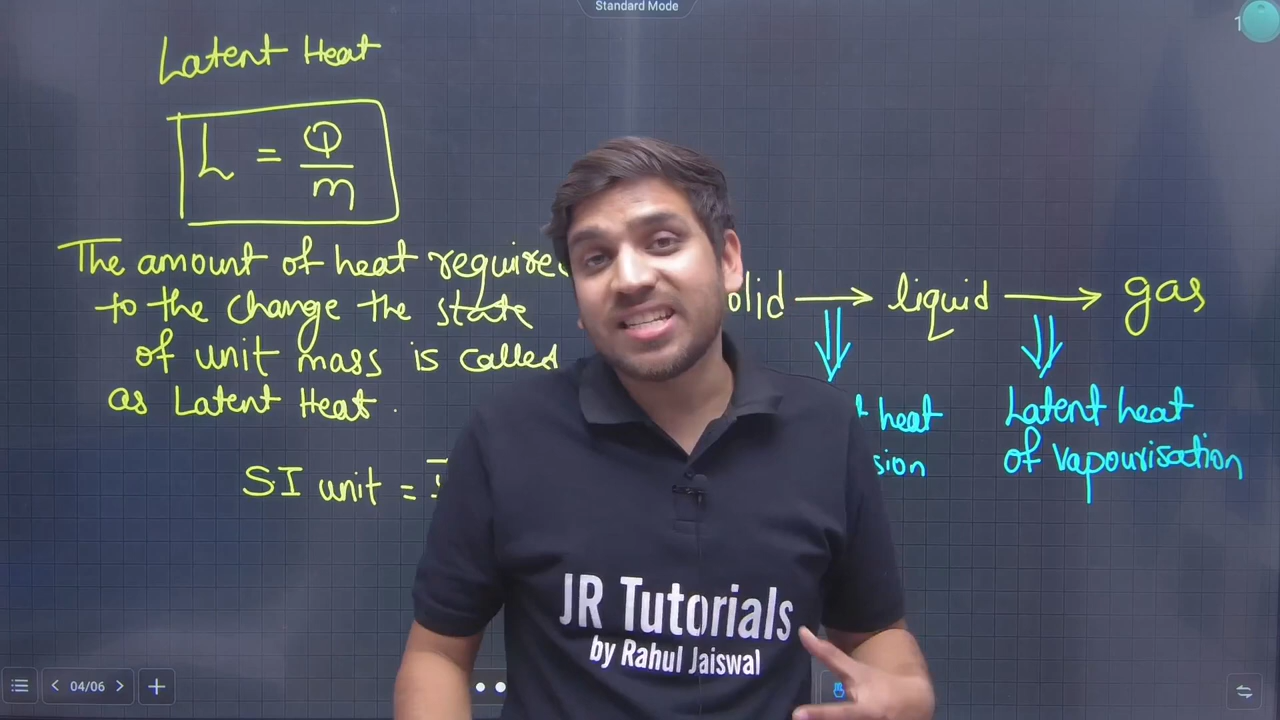 Standard Mode
Latent Heat
L = Q
m
The amount of heat require
to the change the state
of unit mass is called
as Latent Heat.
SI unit =
olid → liquid → gas
t heat
sion
Latent heat
of vapourisation
JR Tutorials
by Rahul Jaiswal
04/06